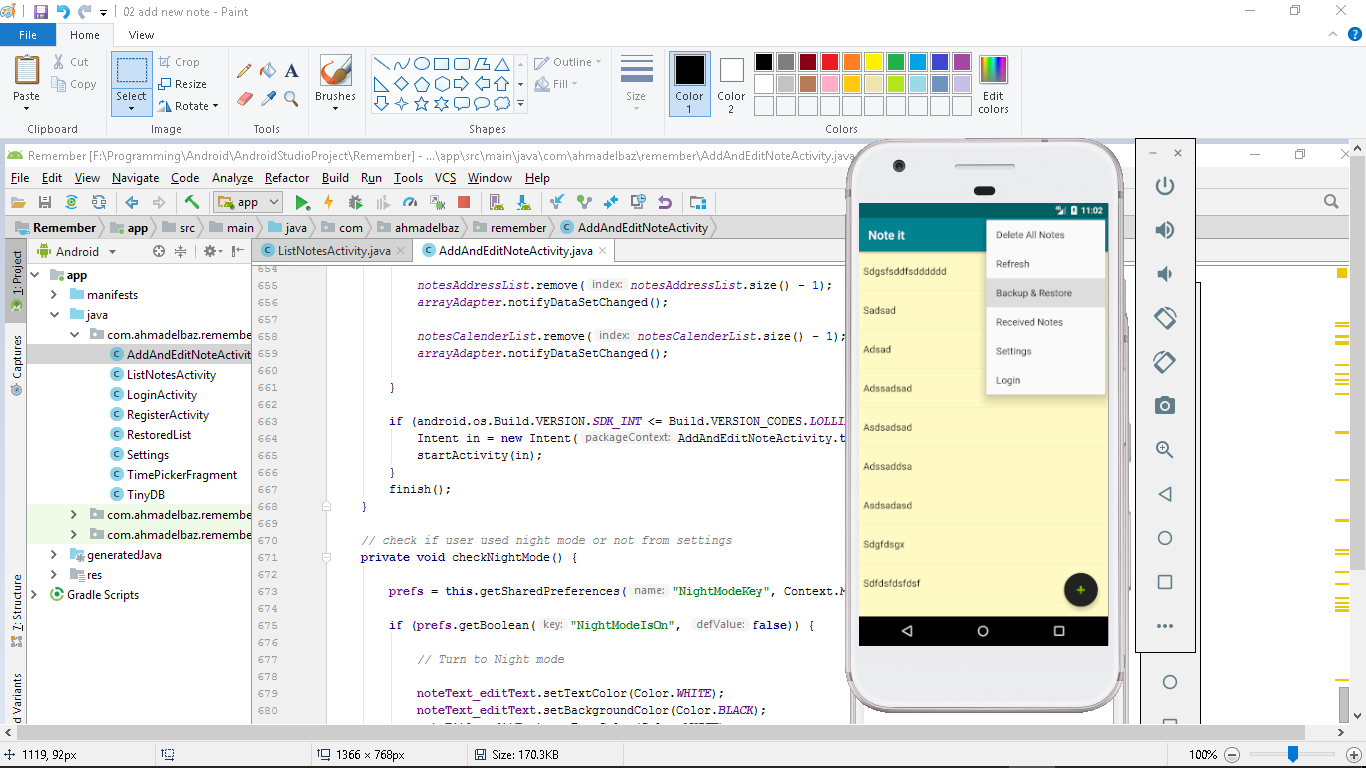 02 add new note - Paint
File Home View
Paste Cut Copy Clipboard
Select Crop Resize Rotate Image
Tools
Brushes
Shapes
Outline Fill
Size
Color 1 Color 2 Edit colors Colors
Remember [F:\Programming\Android\AndroidStudioProject\Remember] - ...\app\src\main\java\com\ahmadelbaz\remember\AddAndEditNoteActivity.java
File Edit View Navigate Code Analyze Refactor Build Run Tools VCS Window Help
app
Remember app src main java com ahmadelbaz remember AddAndEditNoteActivity
Android
ListNotesActivity.java AddAndEditNoteActivity.java
1: Project
Captures
7: Structure
d Variants
app
manifests
java
com.ahmadelbaz.remembe
AddAndEditNoteActivit
ListNotesActivity
LoginActivity
RegisterActivity
RestoredList
Settings
TimePickerFragment
TinyDB
com.ahmadelbaz.remembe
com.ahmadelbaz.remembe
generatedJava
res
Gradle Scripts
654
655 notesAddressList.remove( index: notesAddressList.size() - 1);
656 arrayAdapter.notifyDataSetChanged();
657
658 notesCalenderList.remove( index: notesCalenderList.size() - 1);
659 arrayAdapter.notifyDataSetChanged();
660
661 }
662
663 if (android.os.Build.VERSION.SDK_INT <= Build.VERSION_CODES.LOLLI
664 Intent in = new Intent( packageContext: AddAndEditNoteActivity.t
665 startActivity(in);
666 }
667 finish();
668 }
669
670 // check if user used night mode or not from settings
671 private void checkNightMode() {
672
673 prefs = this.getSharedPreferences( name: "NightModeKey", Context.M
674
675 if (prefs.getBoolean( key: "NightModeIsOn", defValue: false)) {
676
677 // Turn to Night mode
678
679 noteText_editText.setTextColor(Color.WHITE);
680 noteText_editText.setBackgroundColor(Color.BLACK);
11:02
Note it
Delete All Notes
Refresh
Backup & Restore
Received Notes
Settings
Login
Sdgsfsddfsdddddd
Sadsad
Adsad
Adssadsad
Asdsadsad
Adssaddsa
Asdsadasd
Sdgfdsgx
Sdfdsfdsfdsf
1119, 92px
1366 × 768px
Size: 170.3KB
100%